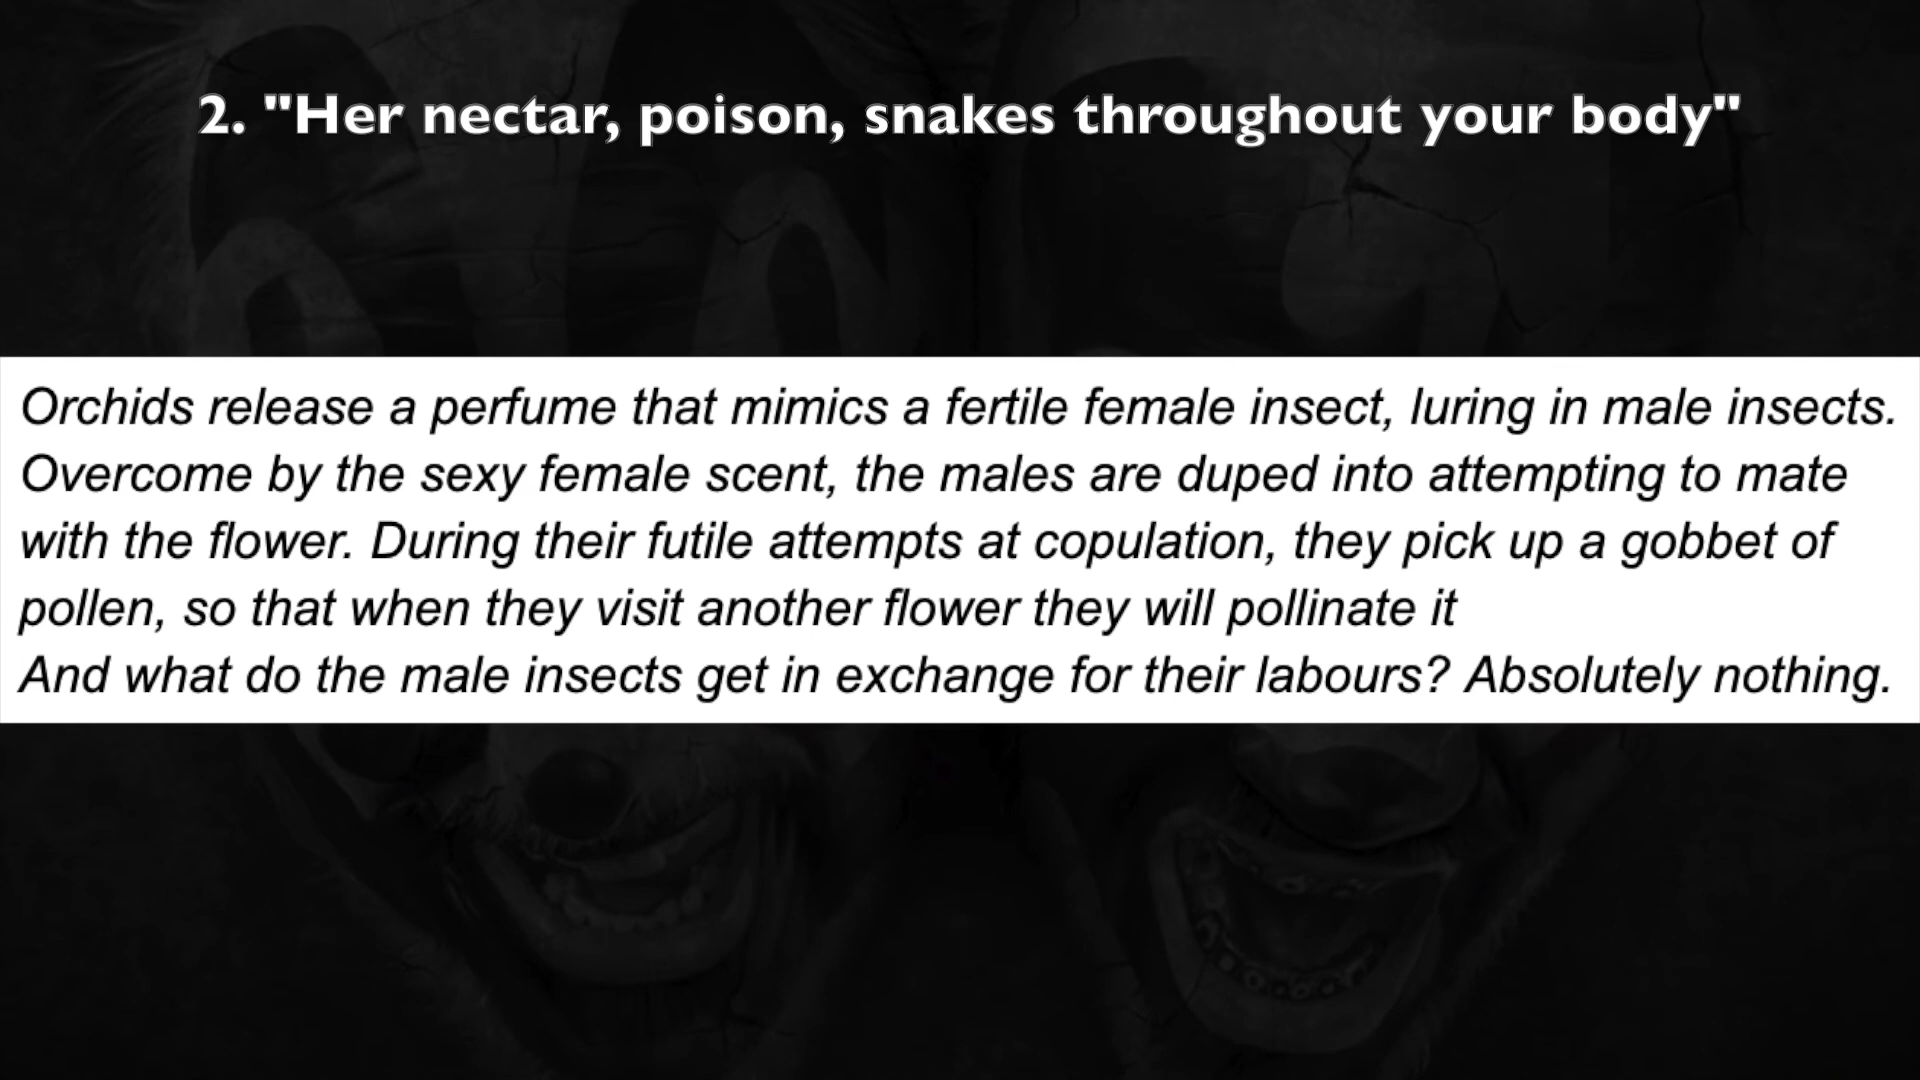 2. "Her nectar, poison, snakes throughout your body"
Orchids release a perfume that mimics a fertile female insect, luring in male insects.
Overcome by the sexy female scent, the males are duped into attempting to mate
with the flower. During their futile attempts at copulation, they pick up a gobbet of
pollen, so that when they visit another flower they will pollinate it
And what do the male insects get in exchange for their labours? Absolutely nothing.